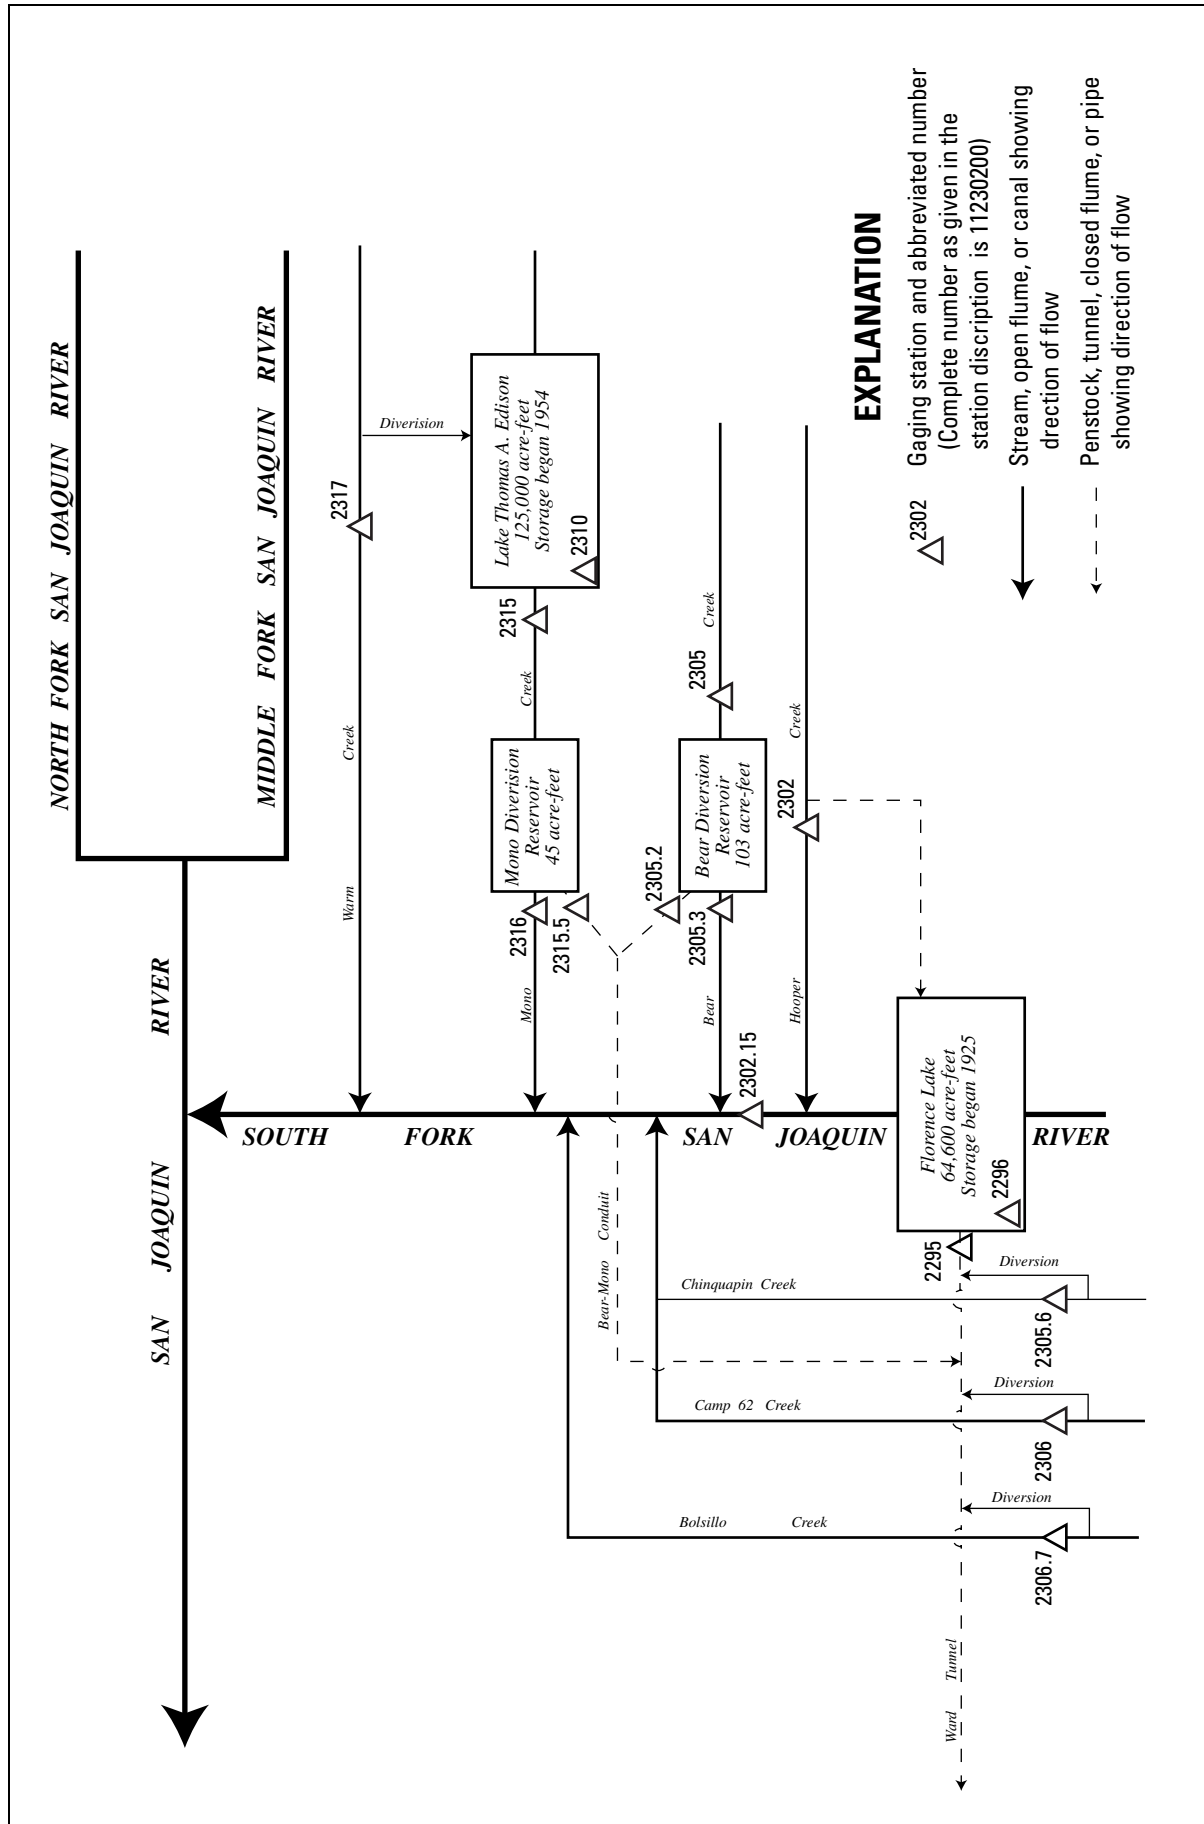 NORTH FORK SAN JOAQUIN RIVER
MIDDLE FORK SAN JOAQUIN RIVER
SAN JOAQUIN RIVER
Warm Creek
2317
Diverision
Lake Thomas A. Edison
125,000 acre-feet
Storage began 1954
2310
2315
Creek
Mono Diverision
Reservoir
45 acre-feet
2316
2315.5
Mono
2305
Creek
Bear Diversion
Reservoir
103 acre-feet
2305.2
2305.3
Bear
2302
Creek
Hooper
2302.15
SOUTH FORK SAN JOAQUIN RIVER
Florence Lake
64,600 acre-feet
Storage began 1925
2296
2295
Bear-Mono Conduit
Chinquapin Creek
Diversion
2305.6
Camp 62 Creek
Diversion
2306
Bolsillo Creek
Diversion
2306.7
Ward Tunnel
EXPLANATION
2302
Gaging station and abbreviated number
(Complete number as given in the
station discription is 11230200)
Stream, open flume, or canal showing
drection of flow
Penstock, tunnel, closed flume, or pipe
showing direction of flow